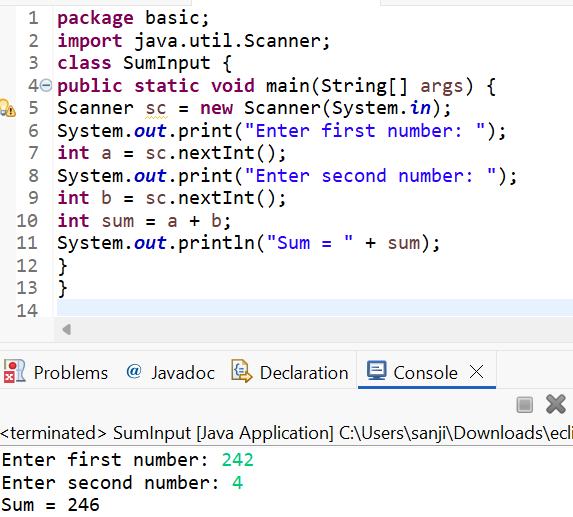 1 package basic;
2 import java.util.Scanner;
3 class SumInput {
4 public static void main(String[] args) {
5 Scanner sc = new Scanner(System.in);
6 System.out.print("Enter first number: ");
7 int a = sc.nextInt();
8 System.out.print("Enter second number: ");
9 int b = sc.nextInt();
10 int sum = a + b;
11 System.out.println("Sum = " + sum);
12 }
13 }
14
Problems @ Javadoc Declaration Console
<terminated> SumInput [Java Application] C:\Users\sanji\Downloads\ecli
Enter first number: 242
Enter second number: 4
Sum = 246